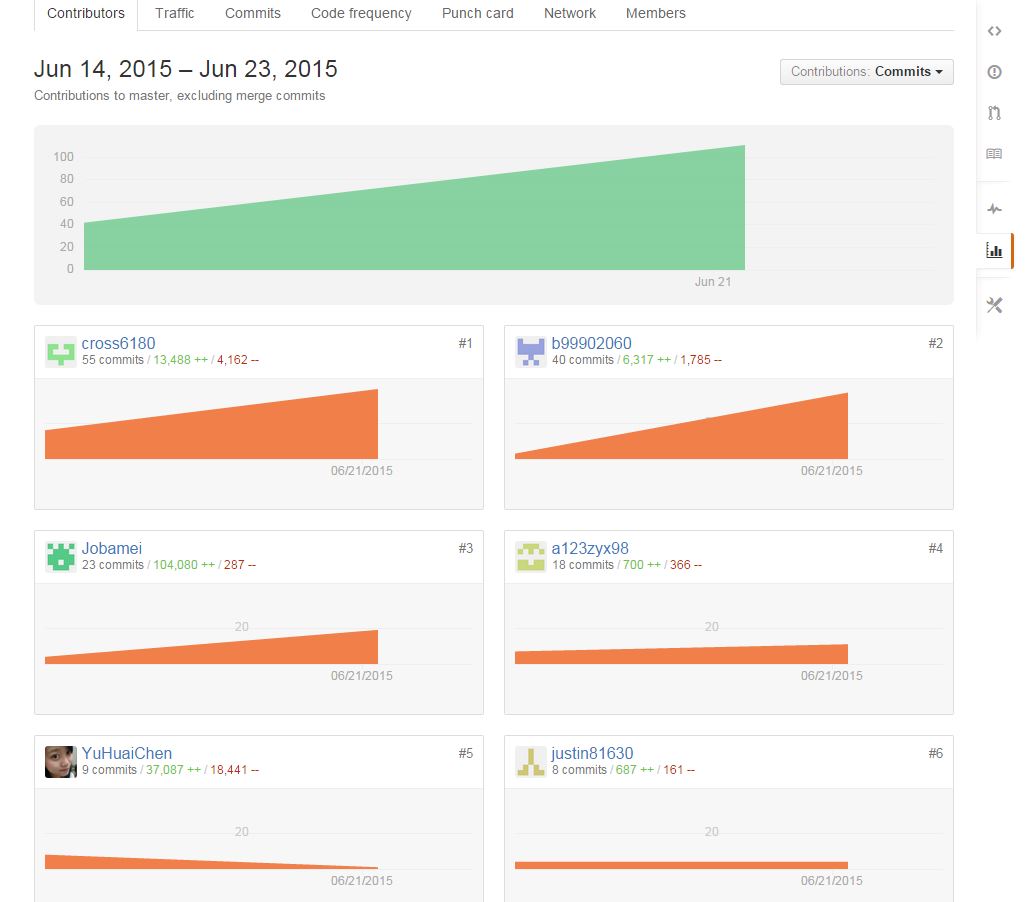 Contributors Traffic Commits Code frequency Punch card Network Members
Jun 14, 2015 – Jun 23, 2015
Contributions: Commits
Contributions to master, excluding merge commits
100
80
60
40
20
0
Jun 21
cross6180 #1
55 commits / 13,488 ++ / 4,162 --
06/21/2015
b99902060 #2
40 commits / 6,317 ++ / 1,785 --
06/21/2015
Jobamei #3
23 commits / 104,080 ++ / 287 --
20
06/21/2015
a123zyx98 #4
18 commits / 700 ++ / 366 --
20
06/21/2015
YuHuaiChen #5
9 commits / 37,087 ++ / 18,441 --
20
06/21/2015
justin81630 #6
8 commits / 687 ++ / 161 --
20
06/21/2015